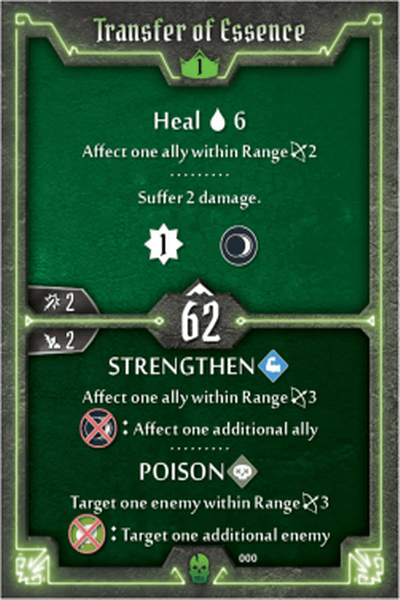 Transfer of Essence
1
Heal 6
Affect one ally within Range 2
Suffer 2 damage.
1
2
62
2
STRENGTHEN
Affect one ally within Range 3
: Affect one additional ally
POISON
Target one enemy within Range 3
: Target one additional enemy
000